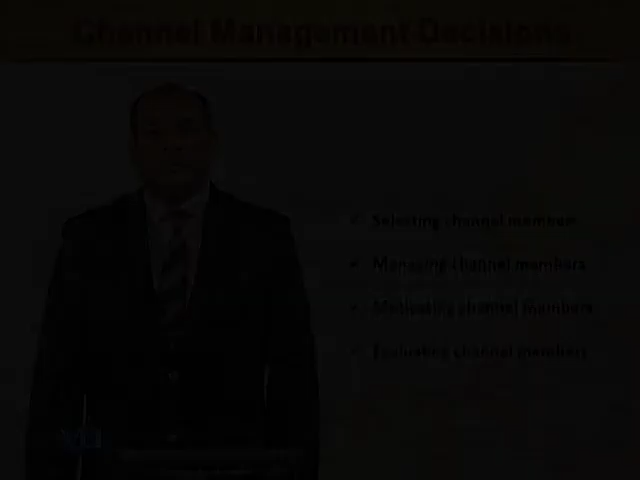 Channel Management Decisions
• Selecting channel members
• Managing channel members
• Motivating channel members
• Evaluating channel members